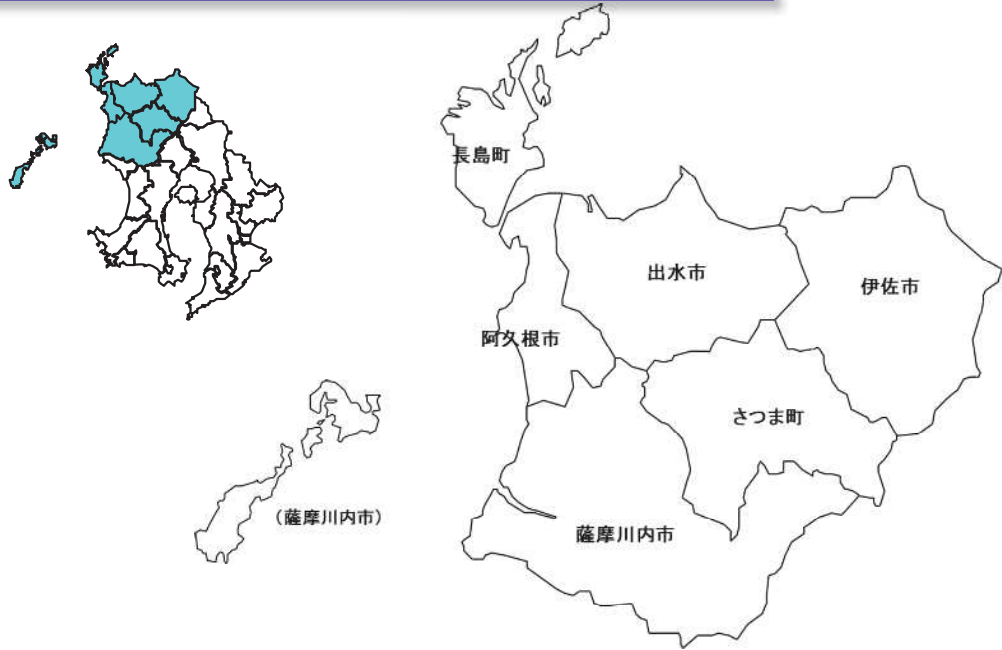 長島町
出水市
伊佐市
阿久根市
さつま町
(薩摩川内市)
薩摩川内市